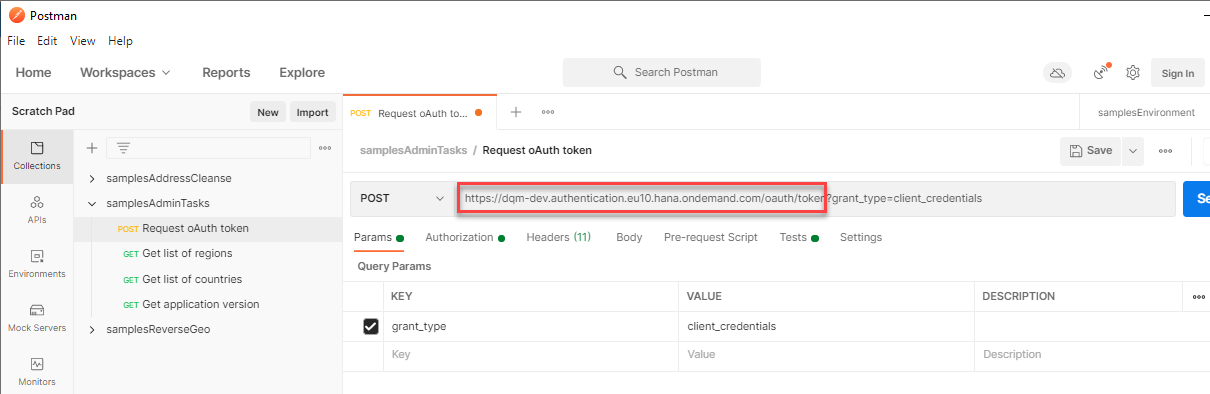 Postman
File Edit View Help
Home Workspaces Reports Explore Search Postman Sign In
Scratch Pad New Import
POST Request oAuth to... samplesEnvironment
Collections
APIs
Environments
Mock Servers
Monitors
samplesAddressCleanse
samplesAdminTasks
POST Request oAuth token
GET Get list of regions
GET Get list of countries
GET Get application version
samplesReverseGeo
samplesAdminTasks / Request oAuth token Save
POST https://dqm-dev.authentication.eu10.hana.ondemand.com/oauth/token?grant_type=client_credentials Se
Params Authorization Headers (11) Body Pre-request Script Tests Settings
Query Params
KEY VALUE DESCRIPTION
grant_type client_credentials
Key Value Description